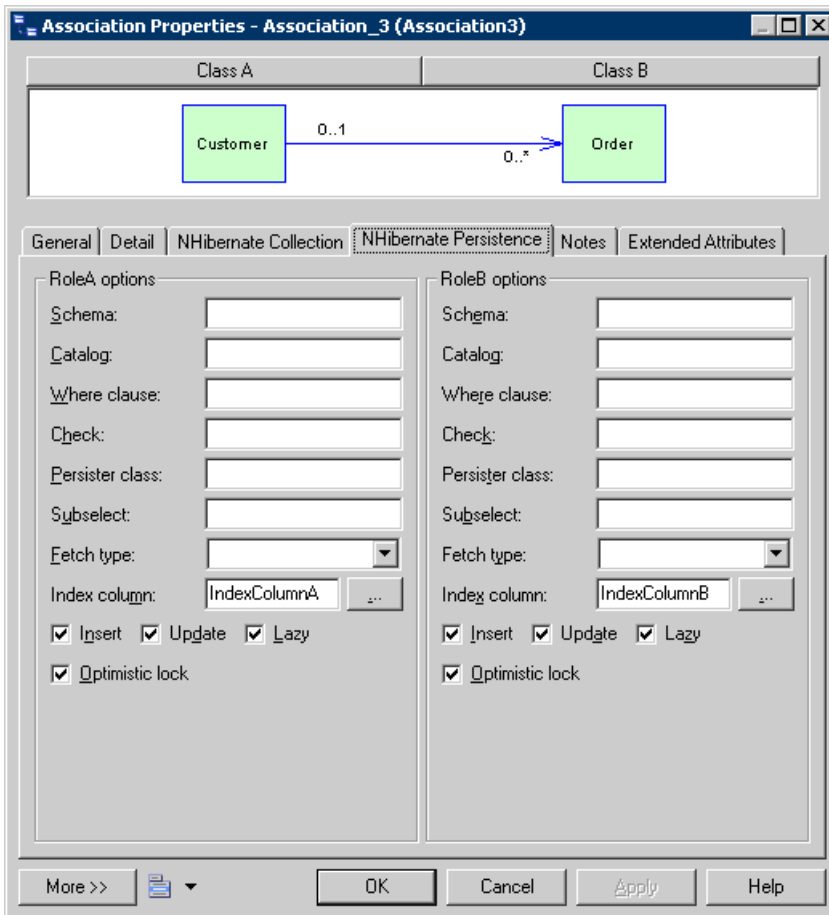 Association Properties - Association_3 (Association3)
Class A Class B
Customer 0..1 0..* Order
General Detail NHibernate Collection NHibernate Persistence Notes Extended Attributes
RoleA options RoleB options
Schema: Schema:
Catalog: Catalog:
Where clause: Where clause:
Check: Check:
Persister class: Persister class:
Subselect: Subselect:
Fetch type: Fetch type:
Index column: IndexColumnA ... Index column: IndexColumnB ...
Insert Update Lazy Insert Update Lazy
Optimistic lock Optimistic lock
More >> OK Cancel Apply Help